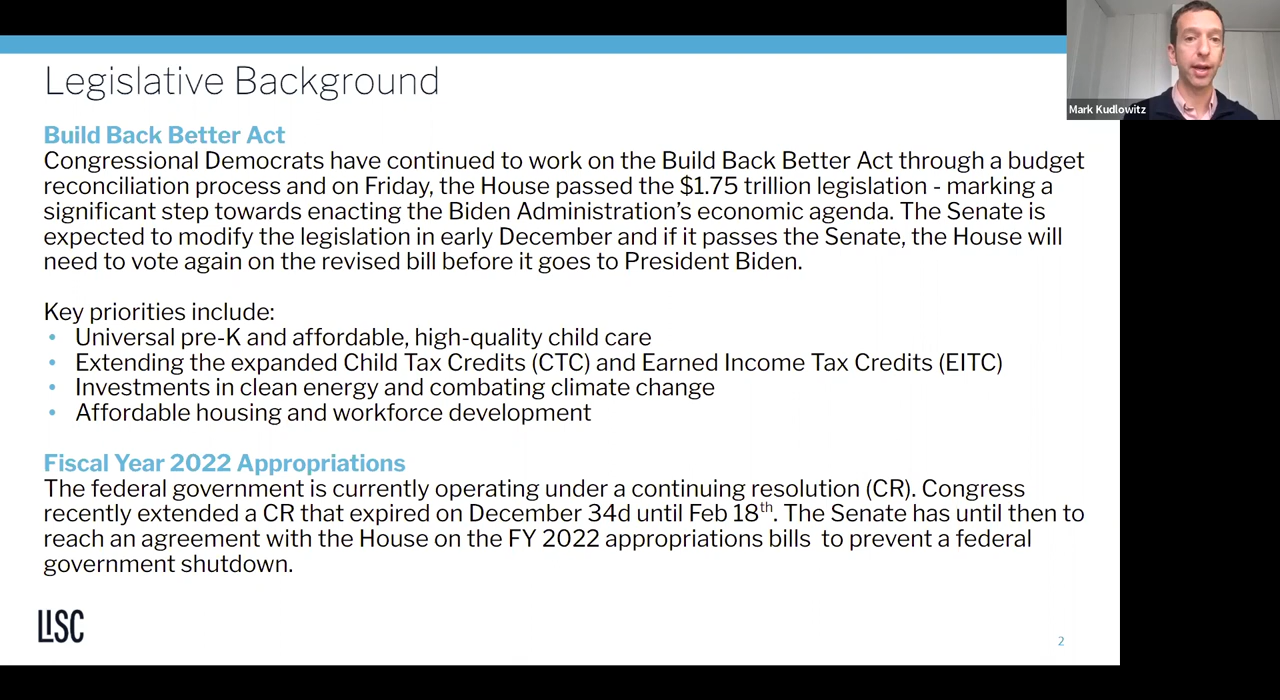 Legislative Background
Mark Kudlowitz
Build Back Better Act
Congressional Democrats have continued to work on the Build Back Better Act through a budget
reconciliation process and on Friday, the House passed the $1.75 trillion legislation - marking a
significant step towards enacting the Biden Administration's economic agenda. The Senate is
expected to modify the legislation in early December and if it passes the Senate, the House will
need to vote again on the revised bill before it goes to President Biden.
Key priorities include:
• Universal pre-K and affordable, high-quality child care
• Extending the expanded Child Tax Credits (CTC) and Earned Income Tax Credits (EITC)
• Investments in clean energy and combating climate change
• Affordable housing and workforce development
Fiscal Year 2022 Appropriations
The federal government is currently operating under a continuing resolution (CR). Congress
recently extended a CR that expired on December 34d until Feb 18th. The Senate has until then to
reach an agreement with the House on the FY 2022 appropriations bills  to prevent a federal
government shutdown.
LISC
2